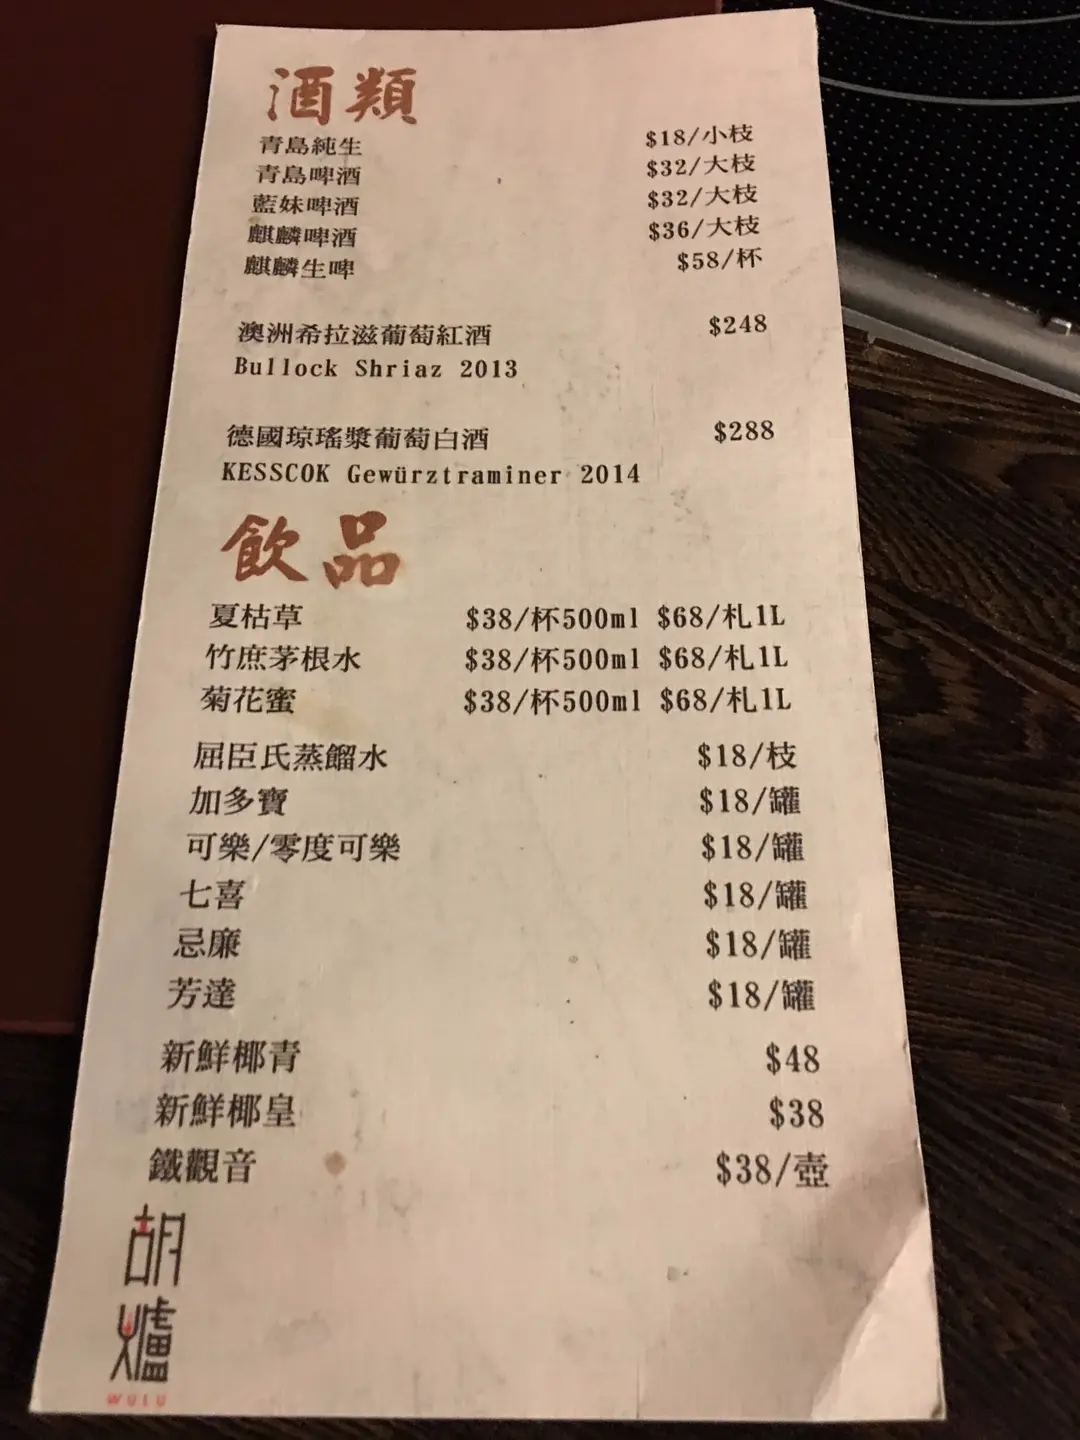 酒類
青島純生 $18/小枝
青島啤酒 $32/大枝
藍妹啤酒 $32/大枝
麒麟啤酒 $36/大枝
麒麟生啤 $58/杯
澳洲希拉滋葡萄紅酒 $248
Bullock Shriaz 2013
德國琼瑤漿葡萄白酒 $288
KESSCOK Gewürztraminer 2014
飲品
夏枯草 $38/杯500ml $68/札1L
竹庶茅根水 $38/杯500ml $68/札1L
菊花蜜 $38/杯500ml $68/札1L
屈臣氏蒸餾水 $18/枝
加多寶 $18/罐
可樂/零度可樂 $18/罐
七喜 $18/罐
忌廉 $18/罐
芳達 $18/罐
新鮮椰青 $48
新鮮椰皇 $38
鐵觀音 $38/壺
胡爐
WULU